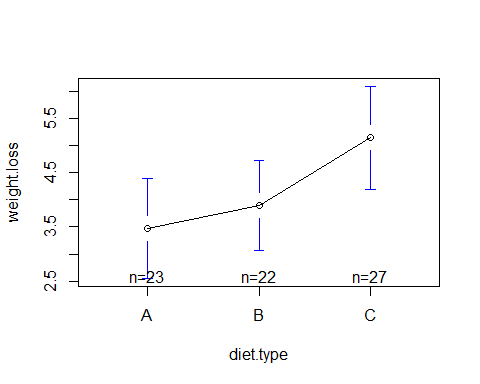 weight.loss
5.5
4.5
3.5
2.5
n=23 n=22 n=27
A B C
diet.type